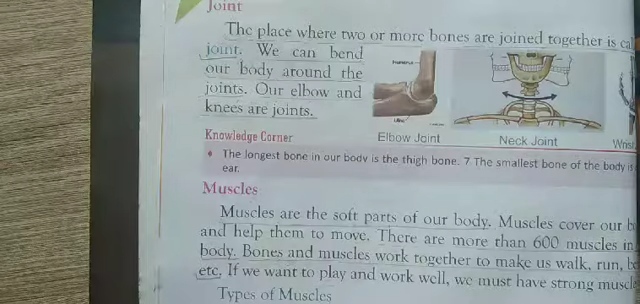 Joint
The place where two or more bones are joined together is
joint. We can bend
our body around the
joints. Our elbow and
knees are joints.
Humerus
Ulna
Elbow Joint
Neck Joint
Wrist
Knowledge Corner
• The longest bone in our body is the thigh bone. 7 The smallest bone of the body is
ear.
Muscles
Muscles are the soft parts of our body. Muscles cover our
and help them to move. There are more than 600 muscles in
body. Bones and muscles work together to make us walk, run,
etc. If we want to play and work well, we must have strong
Types of Muscles